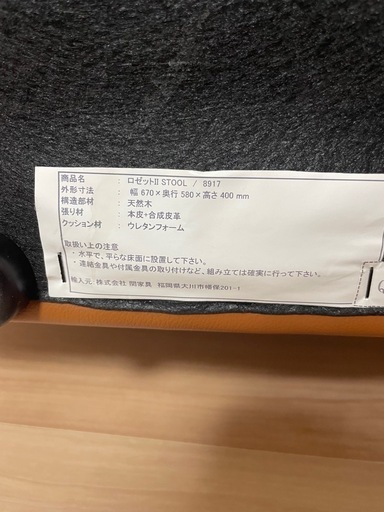 商品名 : ロゼットII STOOL / 8917
外形寸法 : 幅 670×奥行 580×高さ 400 mm
構造部材 : 天然木
張り材 : 本皮+合成皮革
クッション材 : ウレタンフォーム
取扱い上の注意
・水平で、平らな床面に設置して下さい。
・連結金具や付属金具の取り付けなど、組み立ては確実に行って下さい。
輸入元:株式会社 関家具 福岡県大川市幡保201-1